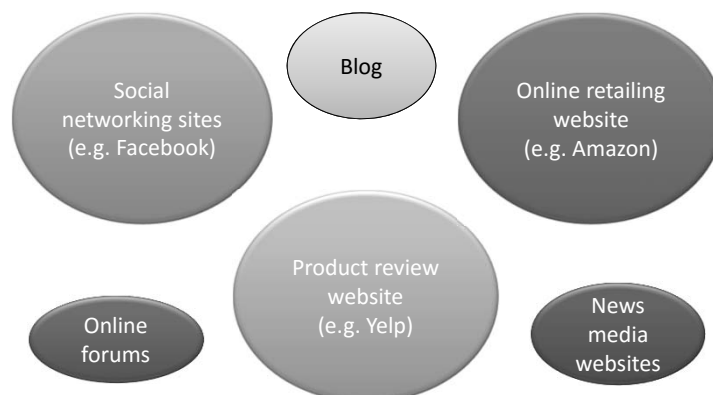 Social
networking sites
(e.g. Facebook)
Blog
Online retailing
website
(e.g. Amazon)
Product review
website
(e.g. Yelp)
Online
forums
News
media
websites